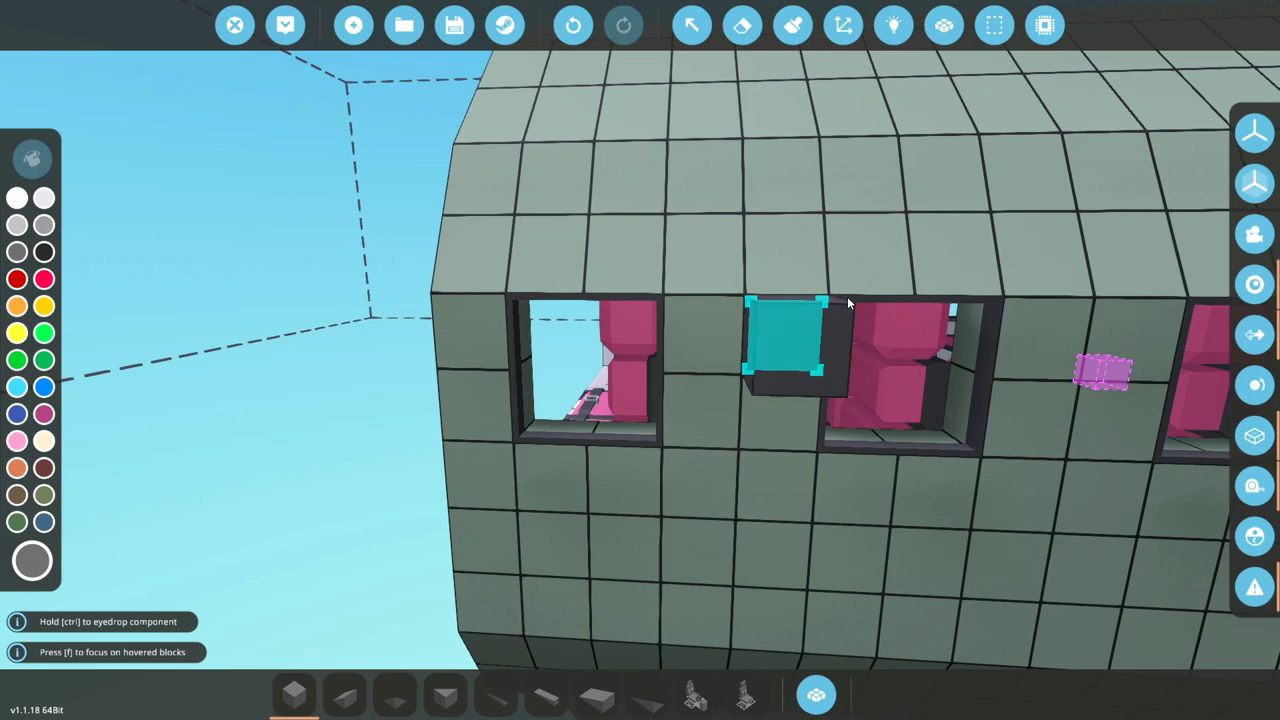 Hold [ctrl] to eyedrop component
Press [f] to focus on hovered blocks
v1.1.18 64Bit